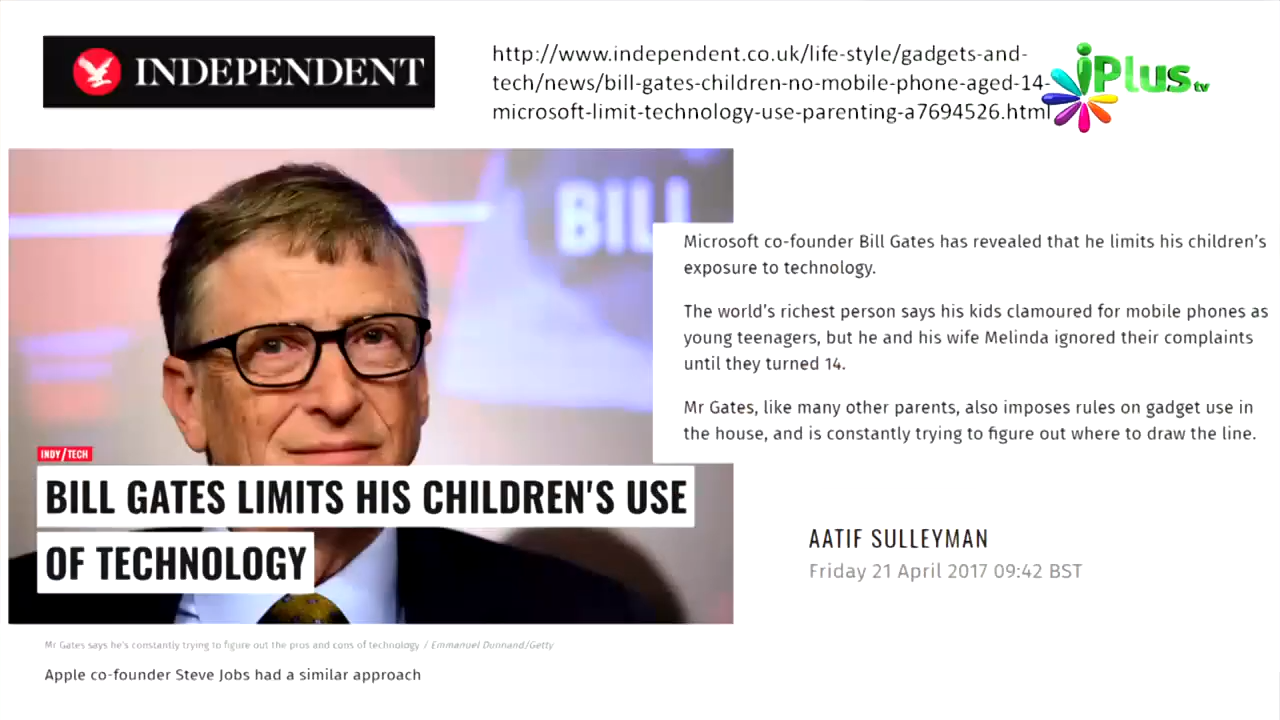 INDEPENDENT
http://www.independent.co.uk/life-style/gadgets-and-
tech/news/bill-gates-children-no-mobile-phone-aged-14-
microsoft-limit-technology-use-parenting-a7694526.html
iPlus tv
BILL
Microsoft co-founder Bill Gates has revealed that he limits his children's
exposure to technology.
The world's richest person says his kids clamoured for mobile phones as
young teenagers, but he and his wife Melinda ignored their complaints
until they turned 14.
Mr Gates, like many other parents, also imposes rules on gadget use in
the house, and is constantly trying to figure out where to draw the line.
INDY/TECH
BILL GATES LIMITS HIS CHILDREN'S USE
OF TECHNOLOGY
AATIF SULLEYMAN
Friday 21 April 2017 09:42 BST
Mr Gates says he's constantly trying to figure out the pros and cons of technology / Emmanuel Dunnand/Getty
Apple co-founder Steve Jobs had a similar approach